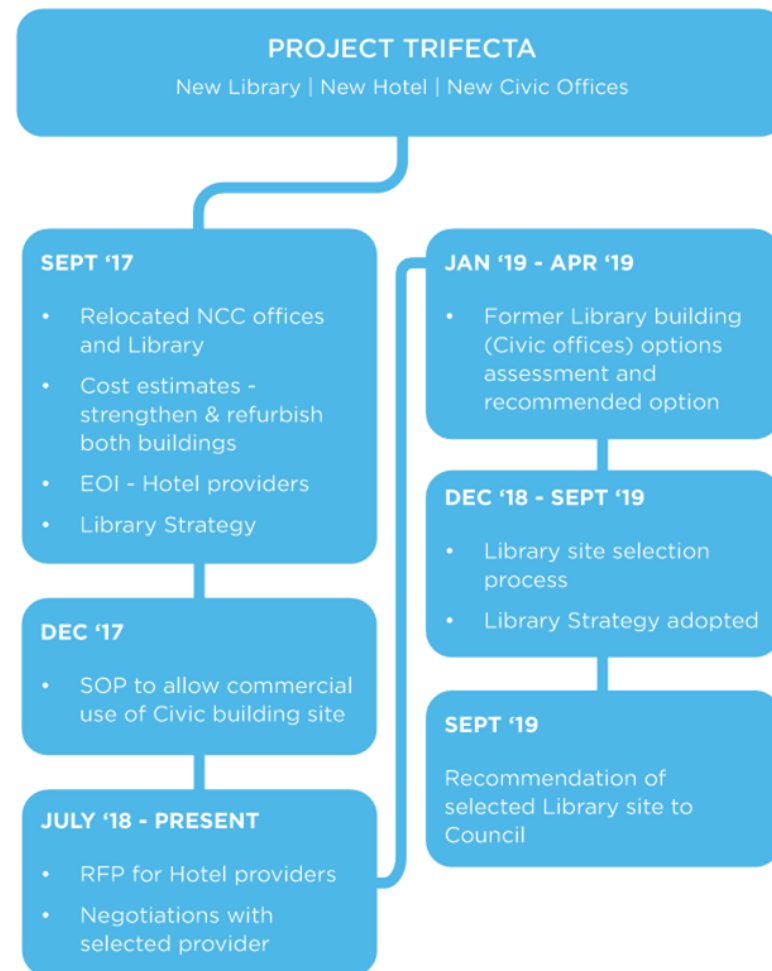 PROJECT TRIFECTA
New Library | New Hotel | New Civic Offices
SEPT ‘17
• Relocated NCC offices
and Library
• Cost estimates -
strengthen & refurbish
both buildings
• EOI - Hotel providers
• Library Strategy
DEC ‘17
• SOP to allow commercial
use of Civic building site
JULY ‘18 - PRESENT
• RFP for Hotel providers
• Negotiations with
selected provider
JAN ‘19 - APR ‘19
• Former Library building
(Civic offices) options
assessment and
recommended option
DEC ‘18 - SEPT ‘19
• Library site selection
process
• Library Strategy adopted
SEPT ‘19
Recommendation of
selected Library site to
Council